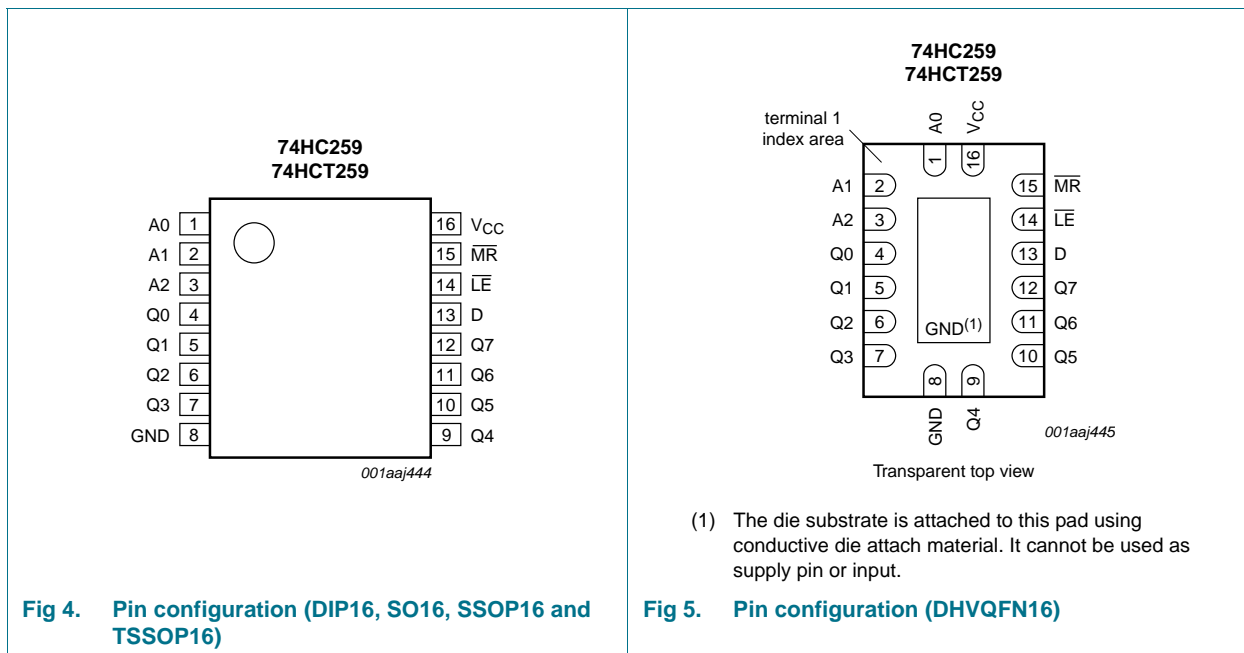 74HC259
74HCT259
A0 1
A1 2
A2 3
Q0 4
Q1 5
Q2 6
Q3 7
GND 8
16 VCC
15 M̅R̅
14 L̅E̅
13 D
12 Q7
11 Q6
10 Q5
9 Q4
001aaj444
Fig 4. Pin configuration (DIP16, SO16, SSOP16 and
TSSOP16)
74HC259
74HCT259
terminal 1
index area
A0
VCC
1
16
A1 2
A2 3
Q0 4
Q1 5
Q2 6
Q3 7
15 M̅R̅
14 L̅E̅
13 D
12 Q7
11 Q6
10 Q5
GND(1)
8
9
GND
Q4
001aaj445
Transparent top view
(1) The die substrate is attached to this pad using
conductive die attach material. It cannot be used as
supply pin or input.
Fig 5. Pin configuration (DHVQFN16)